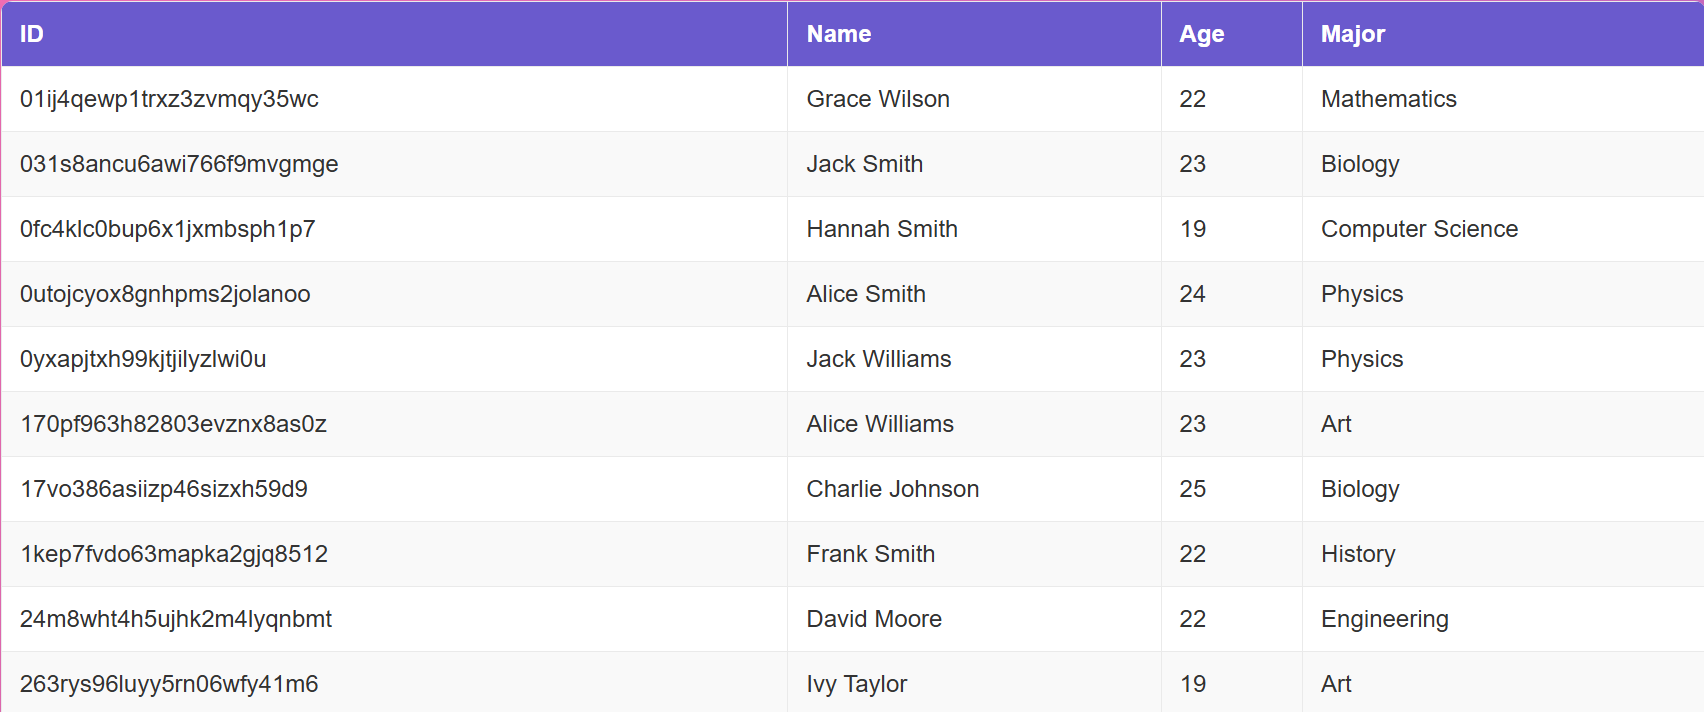 ID Name Age Major
01ij4qewp1trxz3zvmqy35wc Grace Wilson 22 Mathematics
031s8ancu6awi766f9mvgmge Jack Smith 23 Biology
0fc4klc0bup6x1jxmbsph1p7 Hannah Smith 19 Computer Science
0utojcyox8gnhpms2jolanoo Alice Smith 24 Physics
0yxapjtxh99kjtjilyzlwi0u Jack Williams 23 Physics
170pf963h82803evznx8as0z Alice Williams 23 Art
17vo386asiizp46sizxh59d9 Charlie Johnson 25 Biology
1kep7fvdo63mapka2gjq8512 Frank Smith 22 History
24m8wht4h5ujhk2m4lyqnbmt David Moore 22 Engineering
263rys96luyy5rn06wfy41m6 Ivy Taylor 19 Art